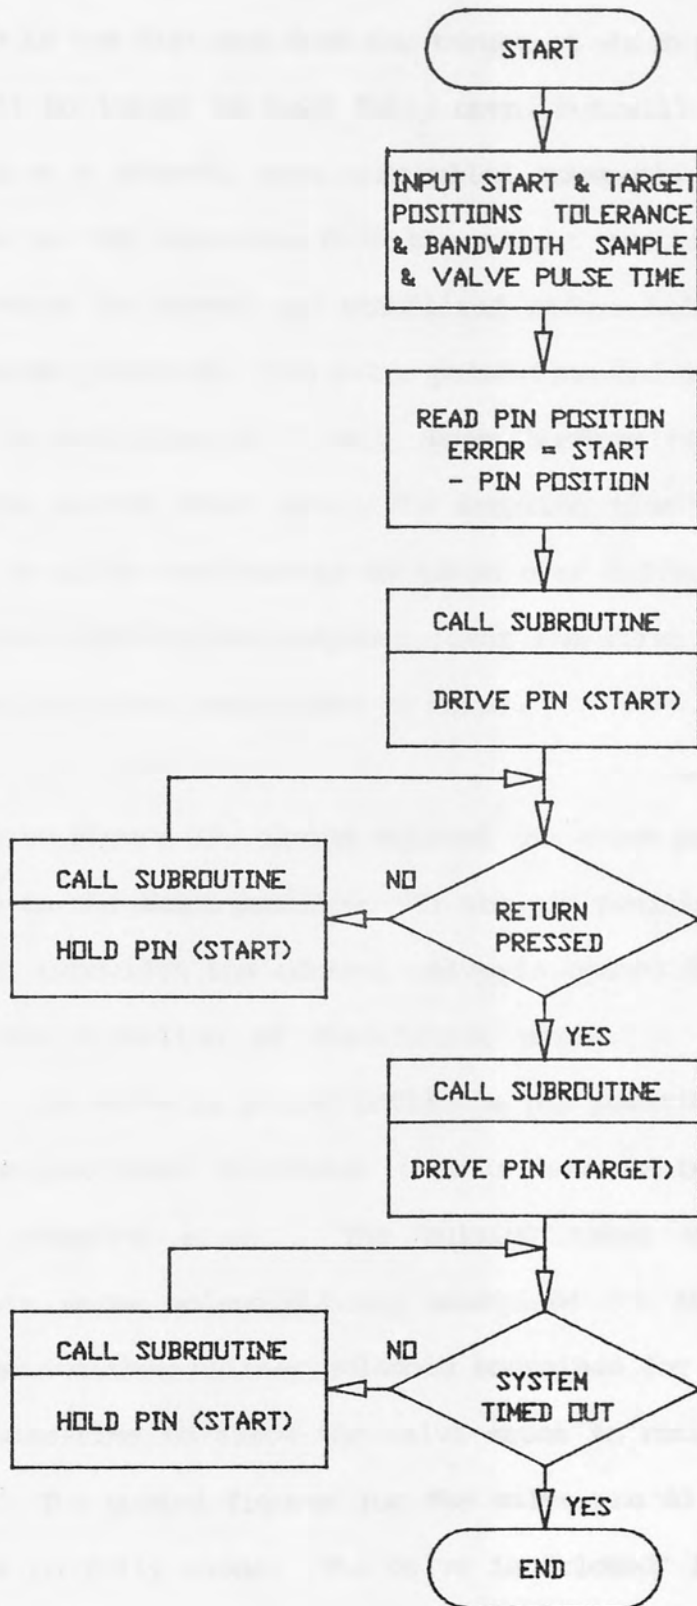 START
INPUT START & TARGET
POSITIONS TOLERANCE
& BANDWIDTH SAMPLE
& VALVE PULSE TIME
READ PIN POSITION
ERROR = START
- PIN POSITION
CALL SUBROUTINE
DRIVE PIN (START)
RETURN
PRESSED
NO
CALL SUBROUTINE
HOLD PIN (START)
YES
CALL SUBROUTINE
DRIVE PIN (TARGET)
SYSTEM
TIMED OUT
NO
CALL SUBROUTINE
HOLD PIN (START)
YES
END